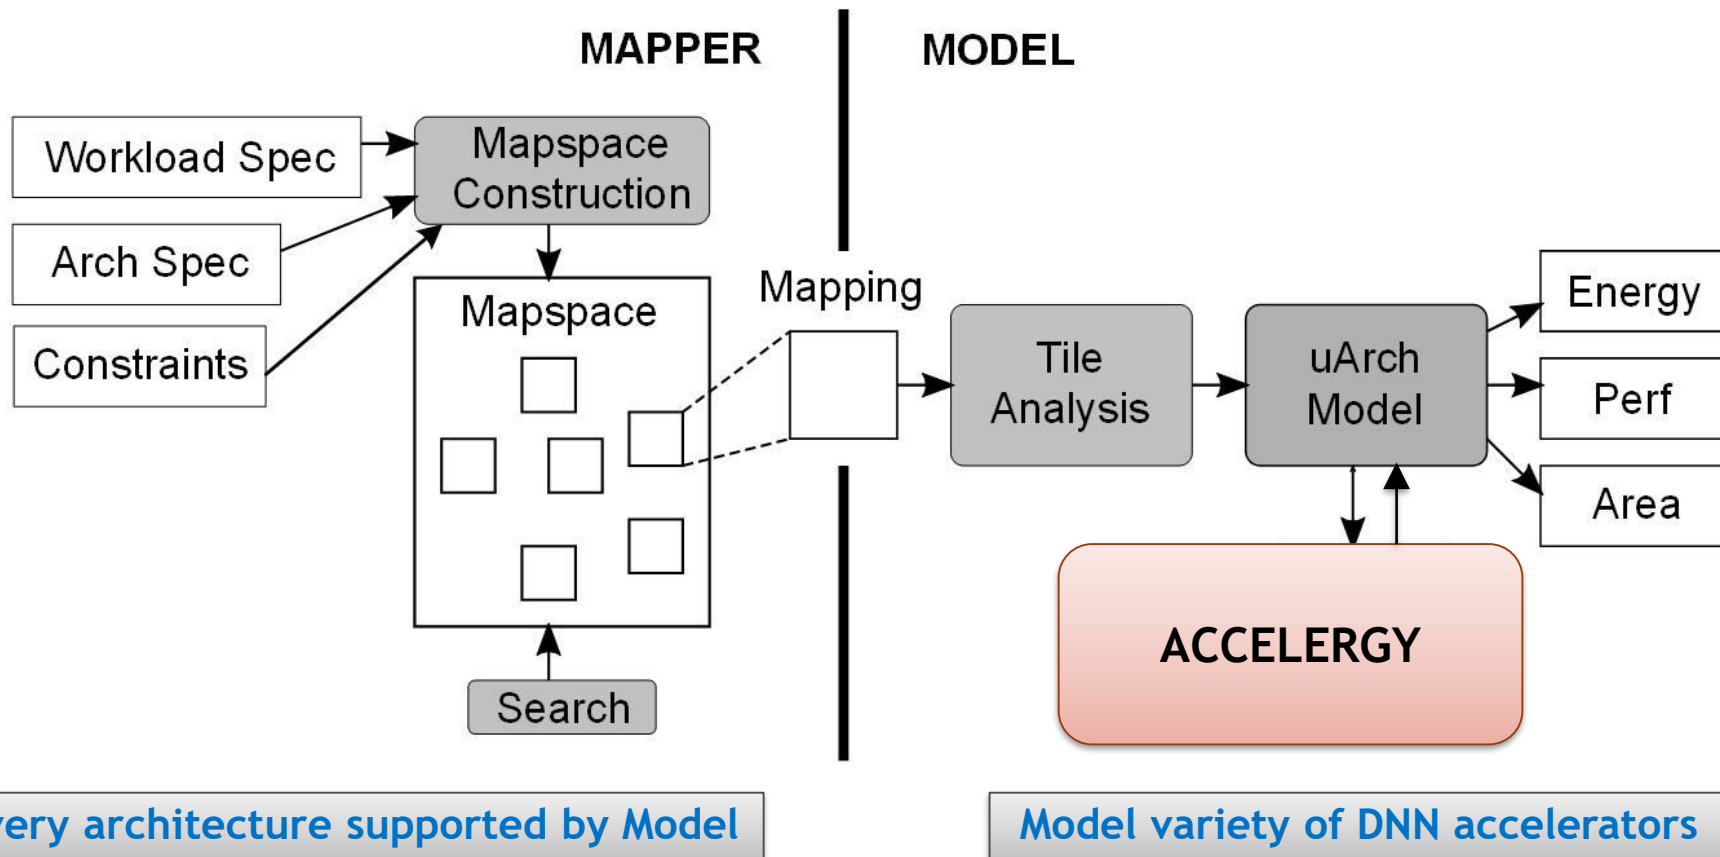 MAPPER
MODEL
Workload Spec
Arch Spec
Constraints
Mapspace
Construction
Mapspace
Search
Mapping
Tile
Analysis
uArch
Model
Energy
Perf
Area
ACCELERGY
architecture supported by Model
Model variety of DNN accelerators